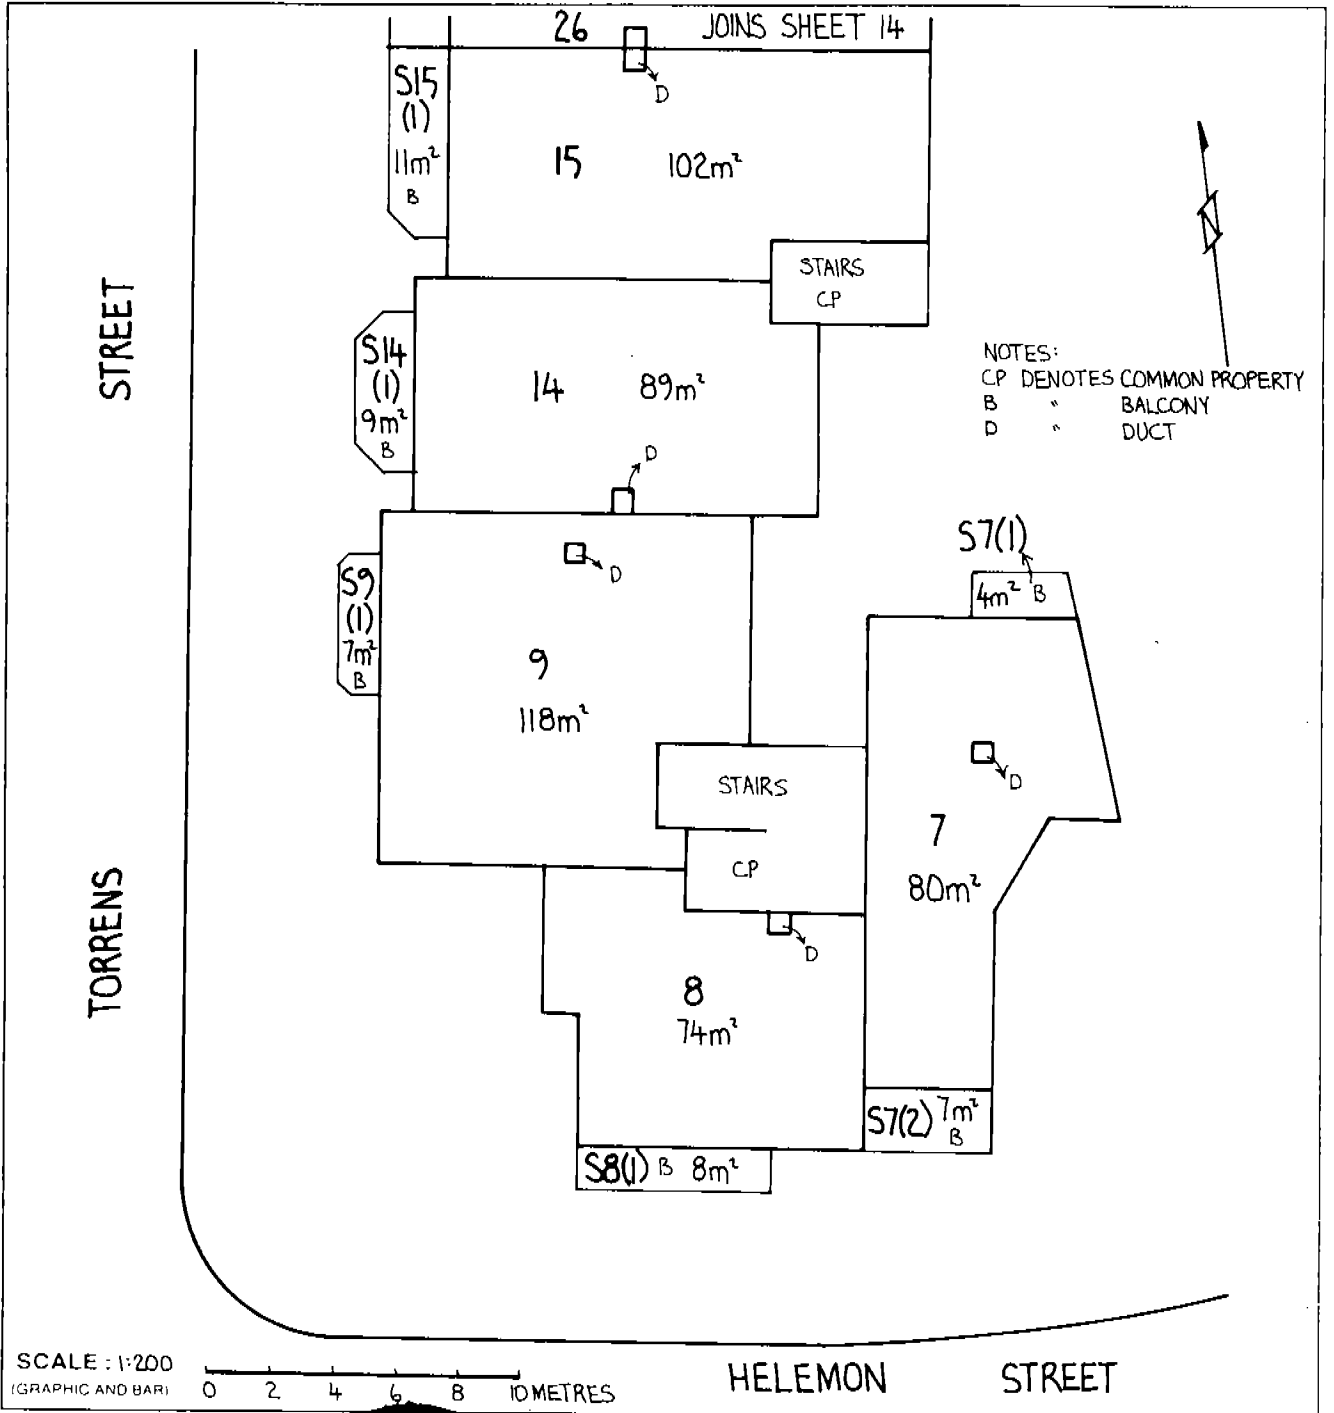 26 JOINS SHEET 14
D
S15
(1)
11m²
B
15 102m²
STAIRS
CP
STREET
S14
(1)
9m²
B
14 89m²
D
NOTES:
CP DENOTES COMMON PROPERTY
B " BALCONY
D " DUCT
S9
(1)
7m²
B
D
9
118m²
S7(1)
4m² B
STAIRS
CP
D
7
80m²
TORRENS
D
8
74m²
S7(2) 7m²
B
S8(1) B 8m²
SCALE : 1:200
(GRAPHIC AND BAR)
0 2 4 6 8 10 METRES
HELEMON STREET